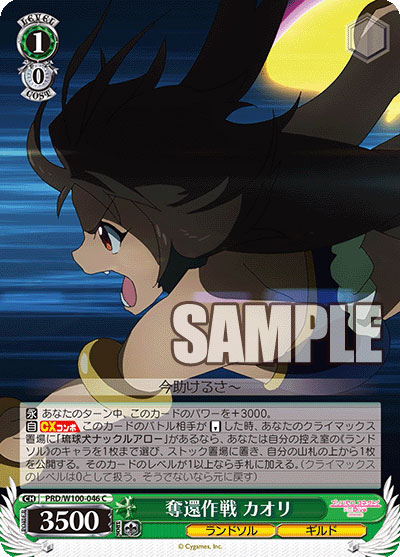 LEVEL
1
0
COST
SAMPLE
今助けるさ~
永 あなたのターン中、このカードのパワーを+3000。
自 CXコンボ このカードのバトル相手がした時、あなたのクライマックス
置場に「琉球犬ナックルアロー」があるなら、あなたは自分の控え室の《ランド
ソル》のキャラを1枚まで選び、ストック置場に置き、自分の山札の上から1枚
を公開する。そのカードのレベルが1以上なら手札に加える。(クライマックス
のレベルは0として扱う。そうでないなら元に戻す)
CH PRD/W100-046 C
3500
奪還作戦 カオリ
ランドソル ギルド
© Cygames, Inc.